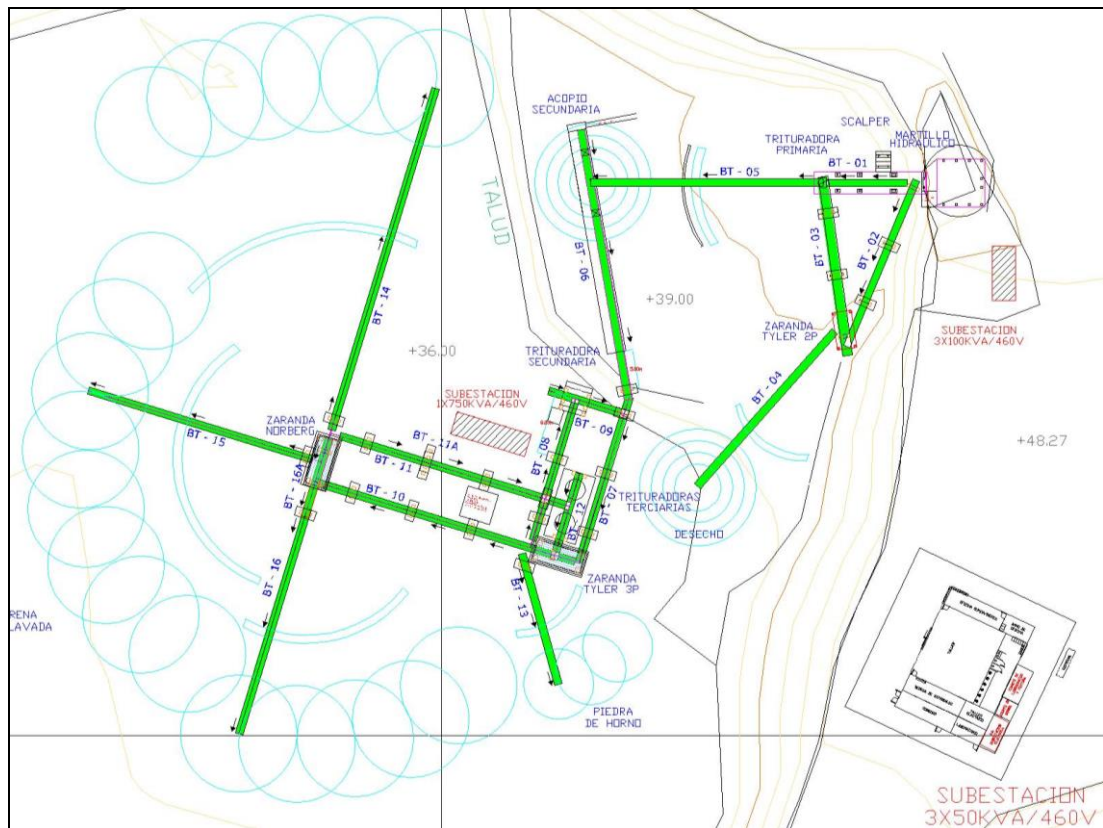 ACOPIO
SECUNDARIA
SCALPER
MARTILLO
HIDRAULICO
TRITURADORA
PRIMARIA
BT - 01
BT - 05
BT - 03
BT - 02
TALUD
BT - 06
BT - 14
+39.00
+36.00
ZARANDA
TYLER 2P
SUBESTACION
3X100KVA/460V
TRITURADORA
SECUNDARIA
BT - 04
SUBESTACION
1X750KVA/460V
BT - 09
ZARANDA
NORBERG
BT - 15
BT - 11A
BT - 11
BT - 08
+48.27
BT - 16A
BT - 10
BT - 07
TRITURADORAS
TERCIARIAS
BT - 12
DESECHO
BT - 16
BT - 13
ZARANDA
TYLER 3P
RENA
LAVADA
PIEDRA
DE HORNO
SUBESTACION
3X50KVA/460V